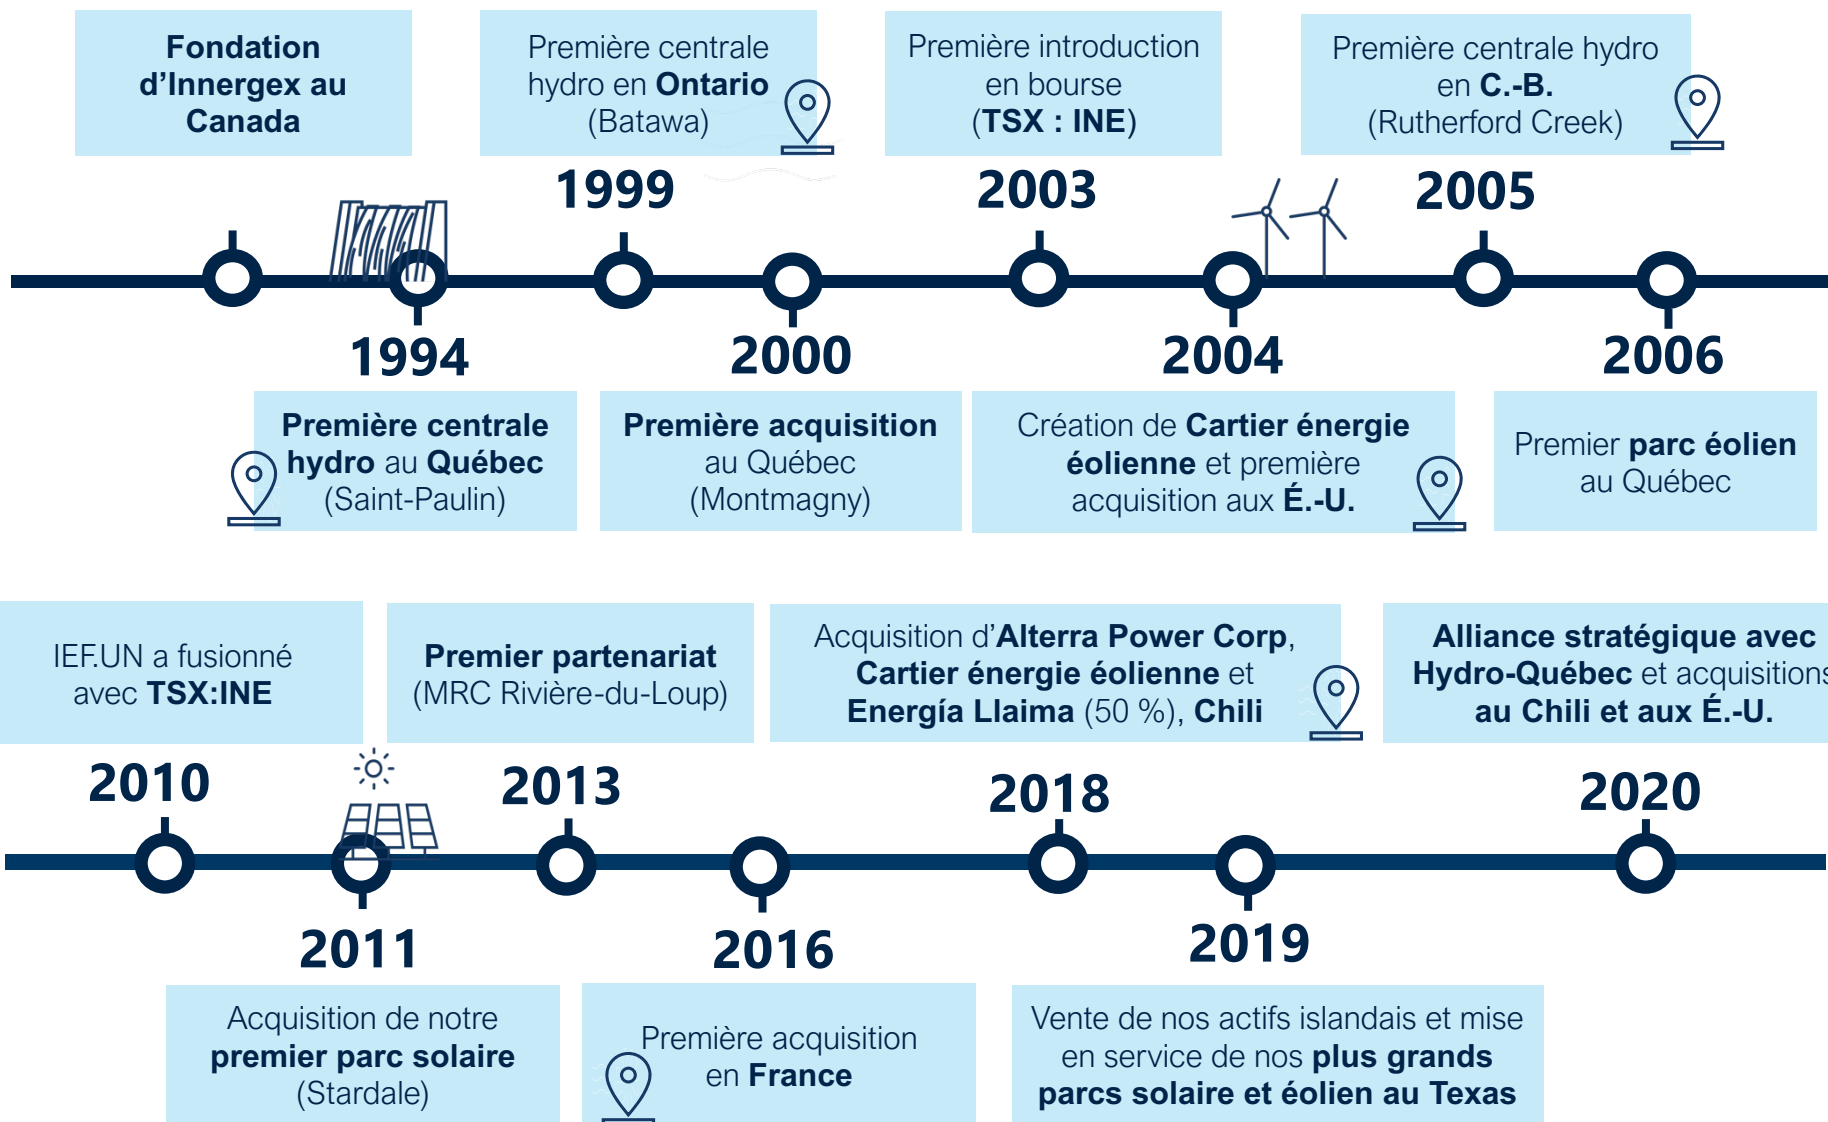 Fondation
d'Innergex au
Canada
Première centrale
hydro en Ontario
(Batawa)
1999
Première introduction
en bourse
(TSX : INE)
2003
Première centrale hydro
en C.-B.
(Rutherford Creek)
2005
1994
Première centrale
hydro au Québec
(Saint-Paulin)
2000
Première acquisition
au Québec
(Montmagny)
2004
Création de Cartier énergie
éolienne et première
acquisition aux É.-U.
2006
Premier parc éolien
au Québec
IEF.UN a fusionné
avec TSX:INE
2010
Premier partenariat
(MRC Rivière-du-Loup)
2013
Acquisition d'Alterra Power Corp,
Cartier énergie éolienne et
Energía Llaima (50 %), Chili
2018
Alliance stratégique avec
Hydro-Québec et acquisitions
au Chili et aux É.-U.
2020
2011
Acquisition de notre
premier parc solaire
(Stardale)
2016
Première acquisition
en France
2019
Vente de nos actifs islandais et mise
en service de nos plus grands
parcs solaire et éolien au Texas